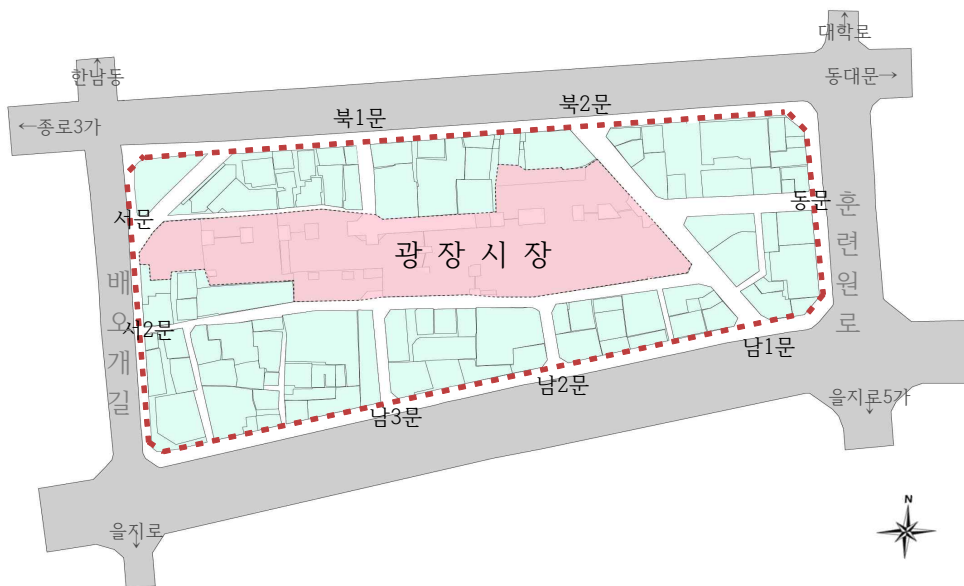 대학로
한남동
동대문→
←종로3가
북1문
북2문
서문
동문
광장시장
훈련원로
배오개길
서2문
남1문
남2문
남3문
을지로5가
을지로
N